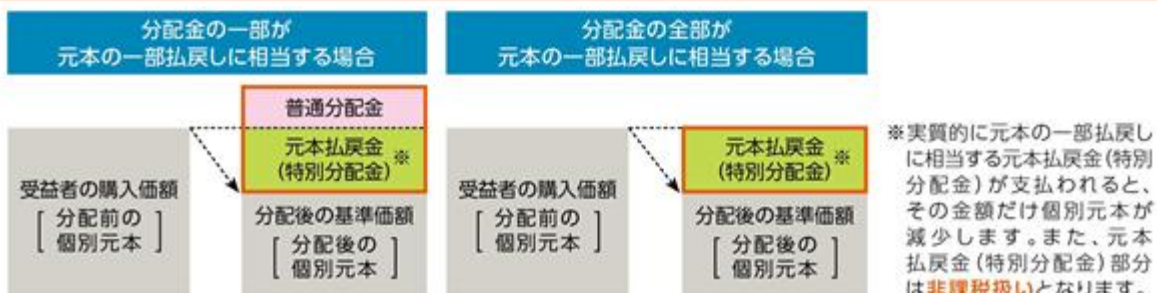 分配金の一部が
元本の一部払戻しに相当する場合
普通分配金
元本払戻金
(特別分配金)
※
受益者の購入価額
[ 分配前の
個別元本 ]
分配後の基準価額
[ 分配後の
個別元本 ]
分配金の全部が
元本の一部払戻しに相当する場合
元本払戻金
(特別分配金)
※
受益者の購入価額
[ 分配前の
個別元本 ]
分配後の基準価額
[ 分配後の
個別元本 ]
※実質的に元本の一部払戻し
に相当する元本払戻金(特別
分配金)が支払われると、
その金額だけ個別元本が
減少します。また、元本
払戻金(特別分配金)部分
は非課税扱いとなります。